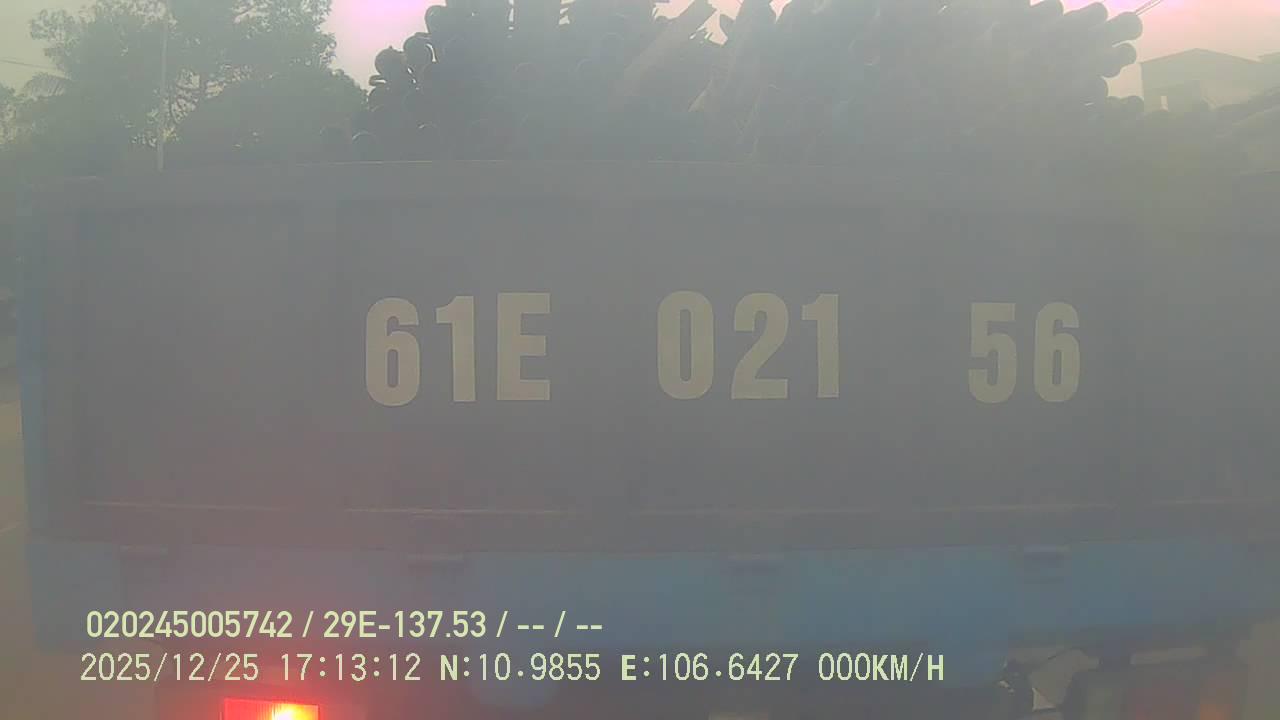 61E 021 56
020245005742 / 29E-137.53 / -- / --
2025/12/25 17:13:12 N:10.9855 E:106.6427 000KM/H